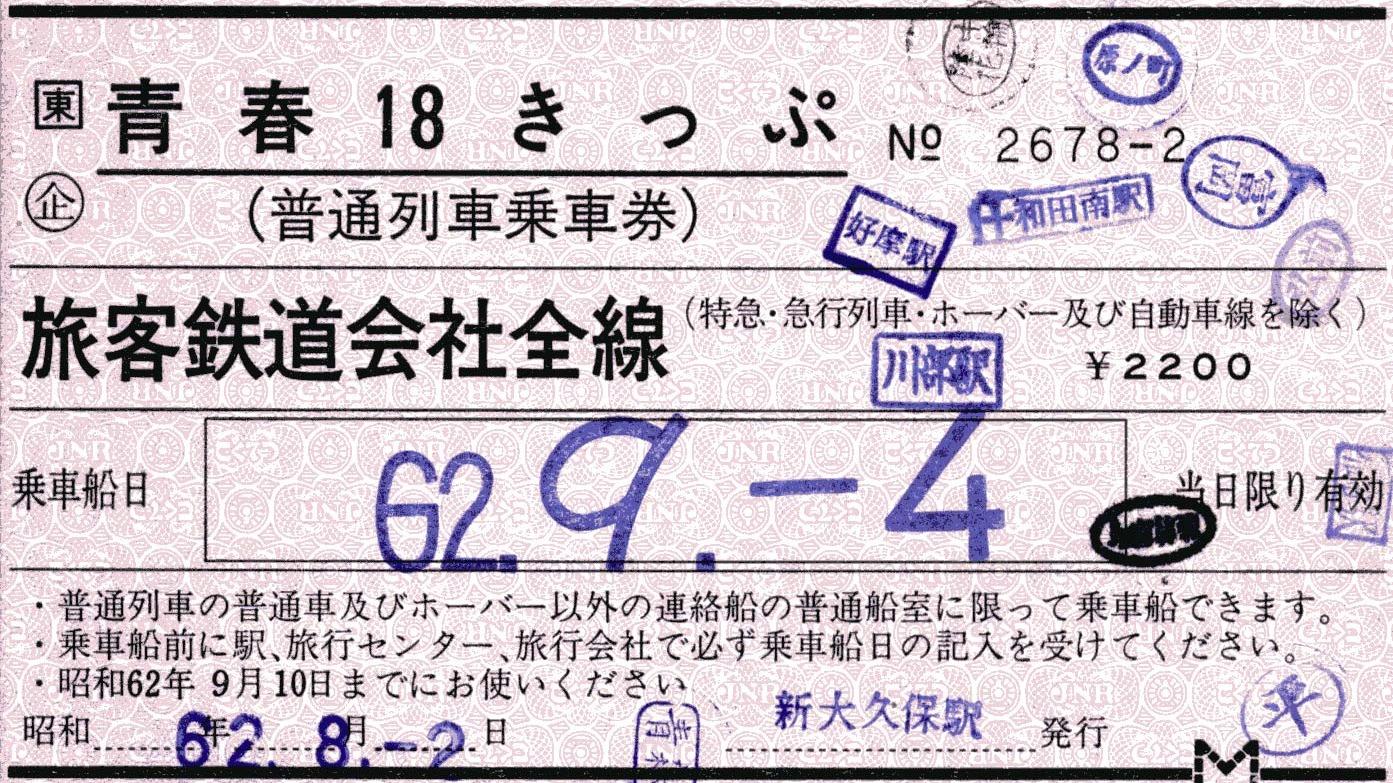 東 青春18きっぷ
原ノ町
№ 2678-2
企 (普通列車乗車券)
好摩駅
十和田南駅
旅客鉄道会社全線(特急・急行列車・ホーバー及び自動車線を除く)
川部駅
¥2200
乗車船日 62.9.-4 当日限り有効
・普通列車の普通車及びホーバー以外の連絡船の普通船室に限って乗車船できます。
・乗車船前に駅、旅行センター、旅行会社で必ず乗車船日の記入を受けてください。
・昭和62年 9月10日までにお使いください
昭和 62年 8月-2日 新大久保駅 発行